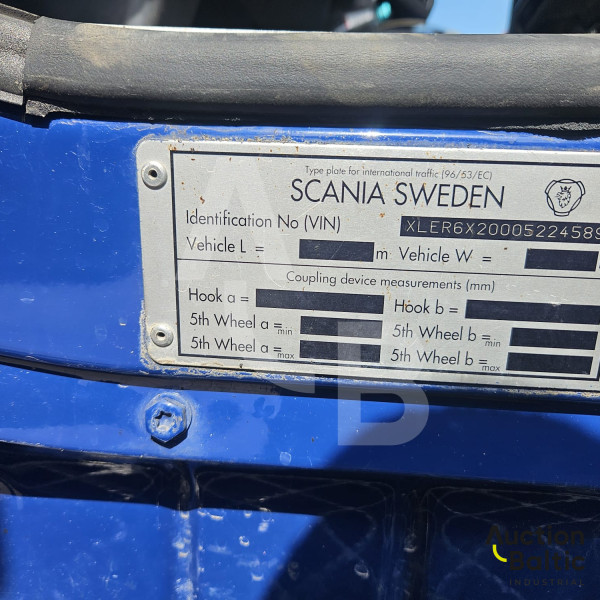 Type plate for international traffic (96/53/EC)
SCANIA SWEDEN
Identification No (VIN) XLER6X20005224589
Vehicle L = m Vehicle W =
Coupling device measurements (mm)
Hook a = Hook b =
5th Wheel a = min 5th Wheel b = min
5th Wheel a = max 5th Wheel b = max
A
B
Auction
Baltic
INDUSTRIAL